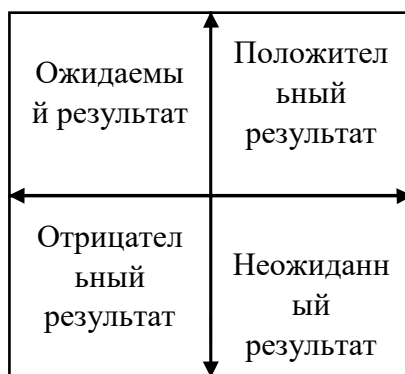 Ожидаемы
й результат
Положител
ьный
результат
Отрицател
ьный
результат
Неожиданн
ый
результат